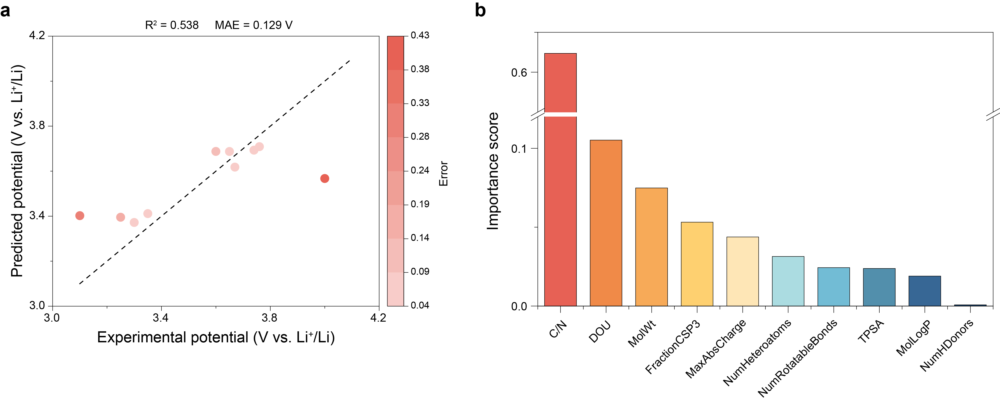 a
R² = 0.538 MAE = 0.129 V
4.2
3.8
3.4
3.0
Predicted potential (V vs. Li⁺/Li)
3.0 3.4 3.8 4.2
Experimental potential (V vs. Li⁺/Li)
0.43
0.38
0.33
0.28
0.24
0.19
0.14
0.09
0.04
Error
b
0.6
0.1
0.0
Importance score
C/N
DOU
MolWt
FractionCSP3
MaxAbsCharge
NumHeteroatoms
NumRotatableBonds
TPSA
MolLogP
NumHDonors